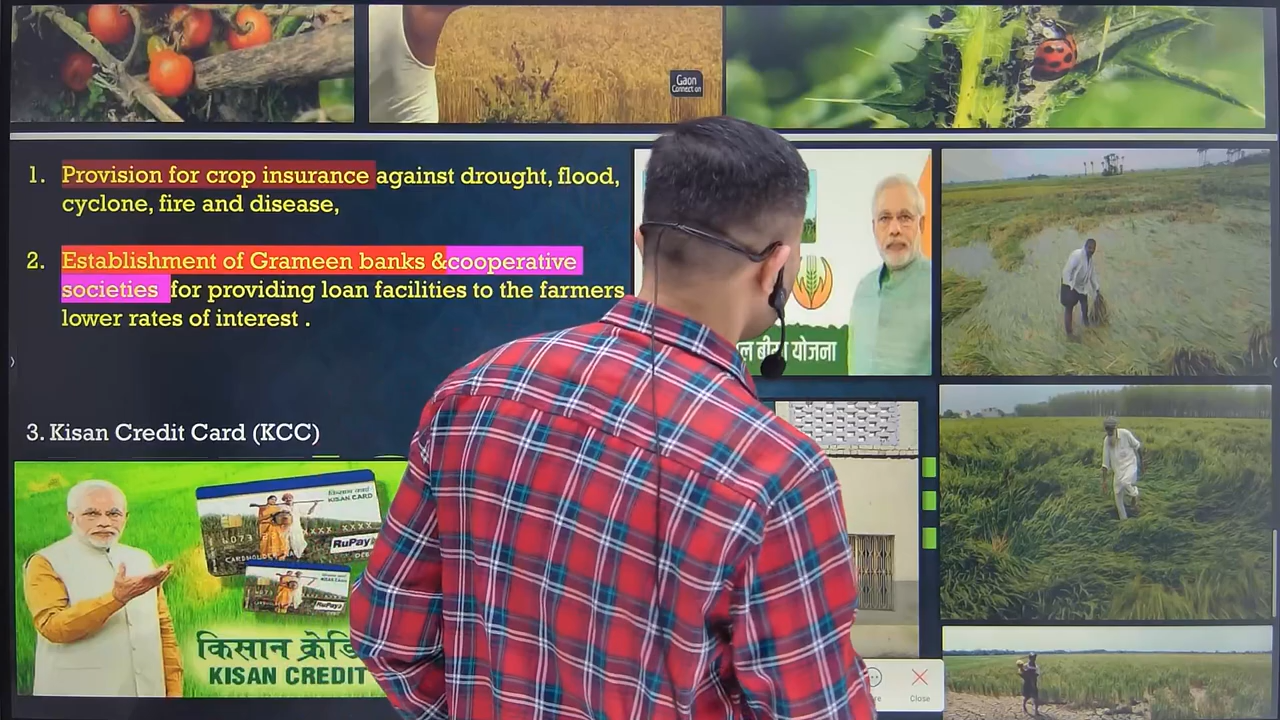 Gaon
Connection
1. Provision for crop insurance against drought, flood,
cyclone, fire and disease,
2. Establishment of Grameen banks &cooperative
societies for providing loan facilities to the farmers
lower rates of interest .
योजना
3. Kisan Credit Card (KCC)
KISAN CARD
RuPay
RuPay
किसान
KISAN CREDIT
Close